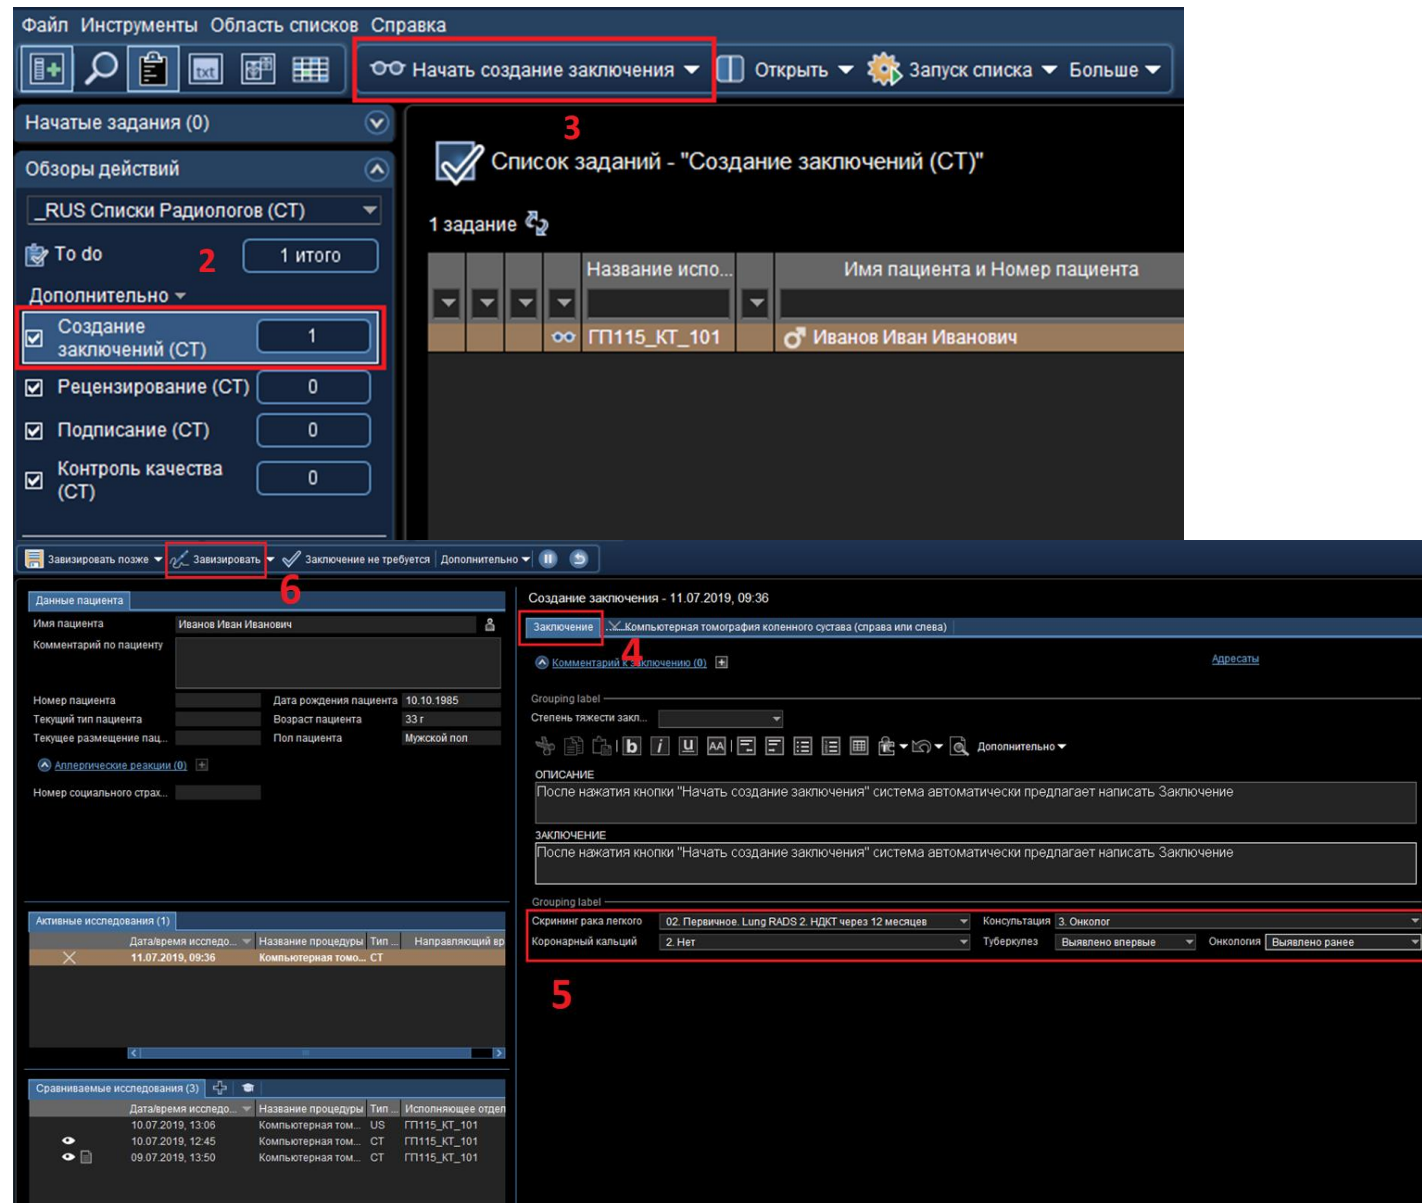 Файл Инструменты Область списков Справка
txt Начать создание заключения Открыть Запуск списка Больше
Начатые задания (0)
3
Обзоры действий
Список заданий - "Создание заключений (CT)"
_RUS Списки Радиологов (CT)
1 задание
To do 2 1 итого
Название испо... Имя пациента и Номер пациента
Дополнительно
Создание заключений (CT) 1
ГП115_КТ_101 Иванов Иван Иванович
Рецензирование (CT) 0
Подписание (CT) 0
Контроль качества (CT) 0
Завизировать позже Завизировать Заключение не требуется Дополнительно
6
Данные пациента
Имя пациента Иванов Иван Иванович
Комментарий по пациенту
Номер пациента Дата рождения пациента 10.10.1985
Текущий тип пациента Возраст пациента 33 г
Текущее размещение пац... Пол пациента Мужской пол
Аллергические реакции (0)
Номер социального страх...
Активные исследования (1)
Дата/время исследо... Название процедуры Тип ... Направляющий вр
11.07.2019, 09:36 Компьютерная томо... CT
Сравниваемые исследования (3)
Дата/время исследо... Название процедуры Тип ... Исполняющее отдел
10.07.2019, 13:06 Компьютерная том... US ГП115_КТ_101
10.07.2019, 12:45 Компьютерная том... CT ГП115_КТ_101
09.07.2019, 13:50 Компьютерная том... CT ГП115_КТ_101
Создание заключения - 11.07.2019, 09:36
Заключение ...Компьютерная томография коленного сустава (справа или слева)
4
Комментарий к заключению (0) Адресаты
Grouping label
Степень тяжести закл...
b i U AA Дополнительно
ОПИСАНИЕ
После нажатия кнопки "Начать создание заключения" система автоматически предлагает написать Заключение
ЗАКЛЮЧЕНИЕ
После нажатия кнопки "Начать создание заключения" система автоматически предлагает написать Заключение
Grouping label
Скрининг рака легкого 02. Первичное. Lung RADS 2. НДКТ через 12 месяцев Консультация 3. Онколог
Коронарный кальций 2. Нет Туберкулез Выявлено впервые Онкология Выявлено ранее
5